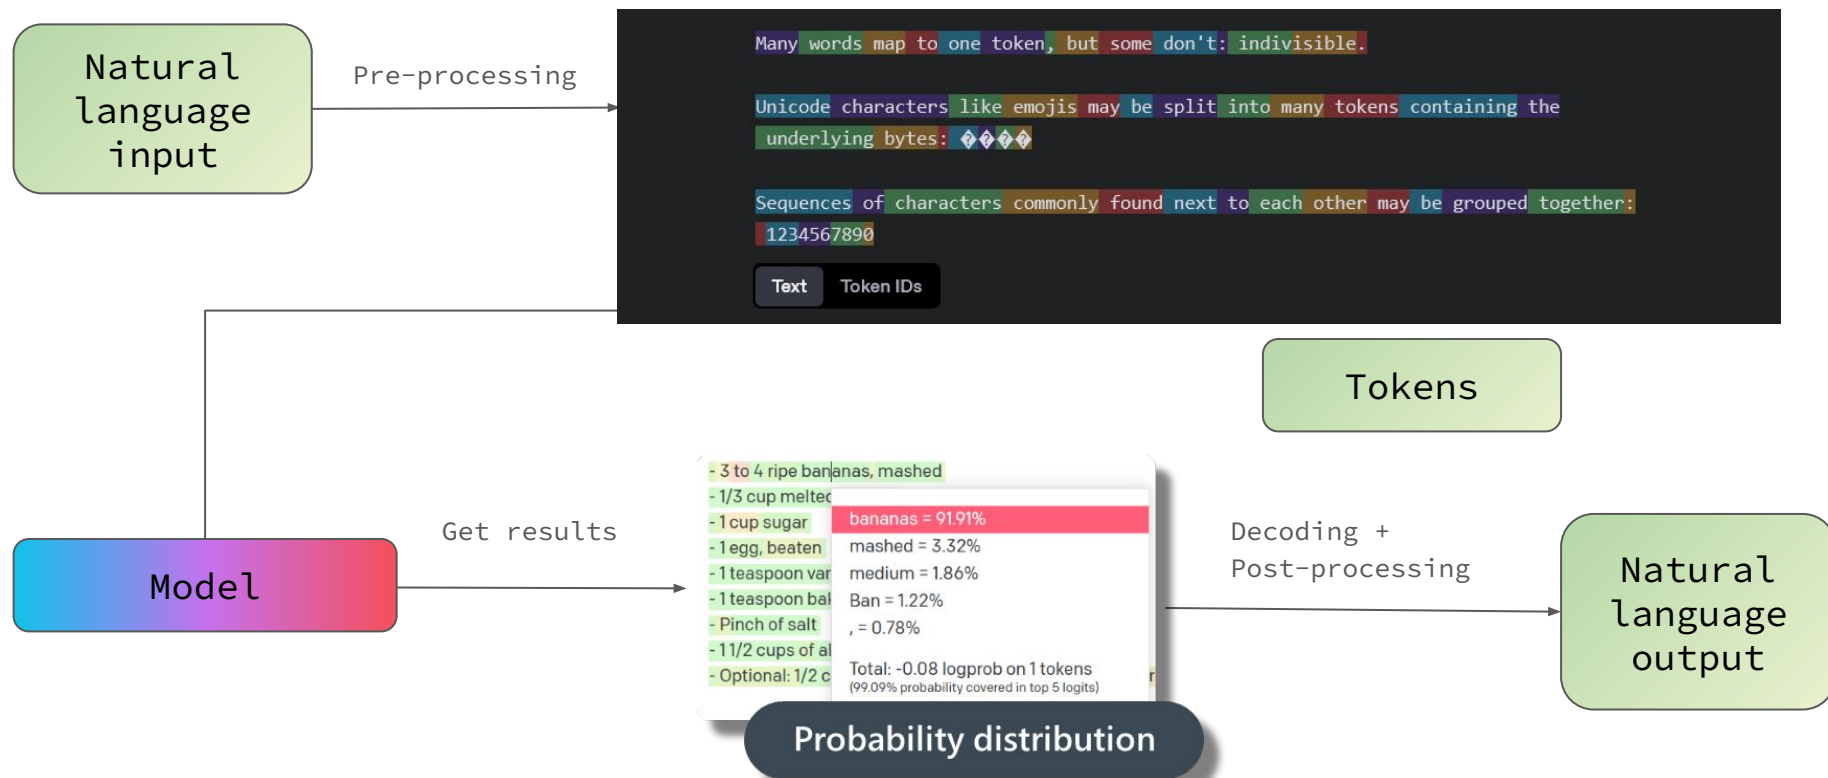 Natural
language
input
Pre-processing
Many words map to one token, but some don't: indivisible.
Unicode characters like emojis may be split into many tokens containing the
underlying bytes: ����
Sequences of characters commonly found next to each other may be grouped together:
1234567890
Text Token IDs
Tokens
Model
Get results
- 3 to 4 ripe bananas, mashed
- 1/3 cup melted
- 1 cup sugar
- 1 egg, beaten
- 1 teaspoon van
- 1 teaspoon bak
- Pinch of salt
- 1 1/2 cups of al
- Optional: 1/2 c
bananas = 91.91%
mashed = 3.32%
medium = 1.86%
Ban = 1.22%
, = 0.78%
Total: -0.08 logprob on 1 tokens
(99.09% probability covered in top 5 logits)
Probability distribution
Decoding +
Post-processing
Natural
language
output